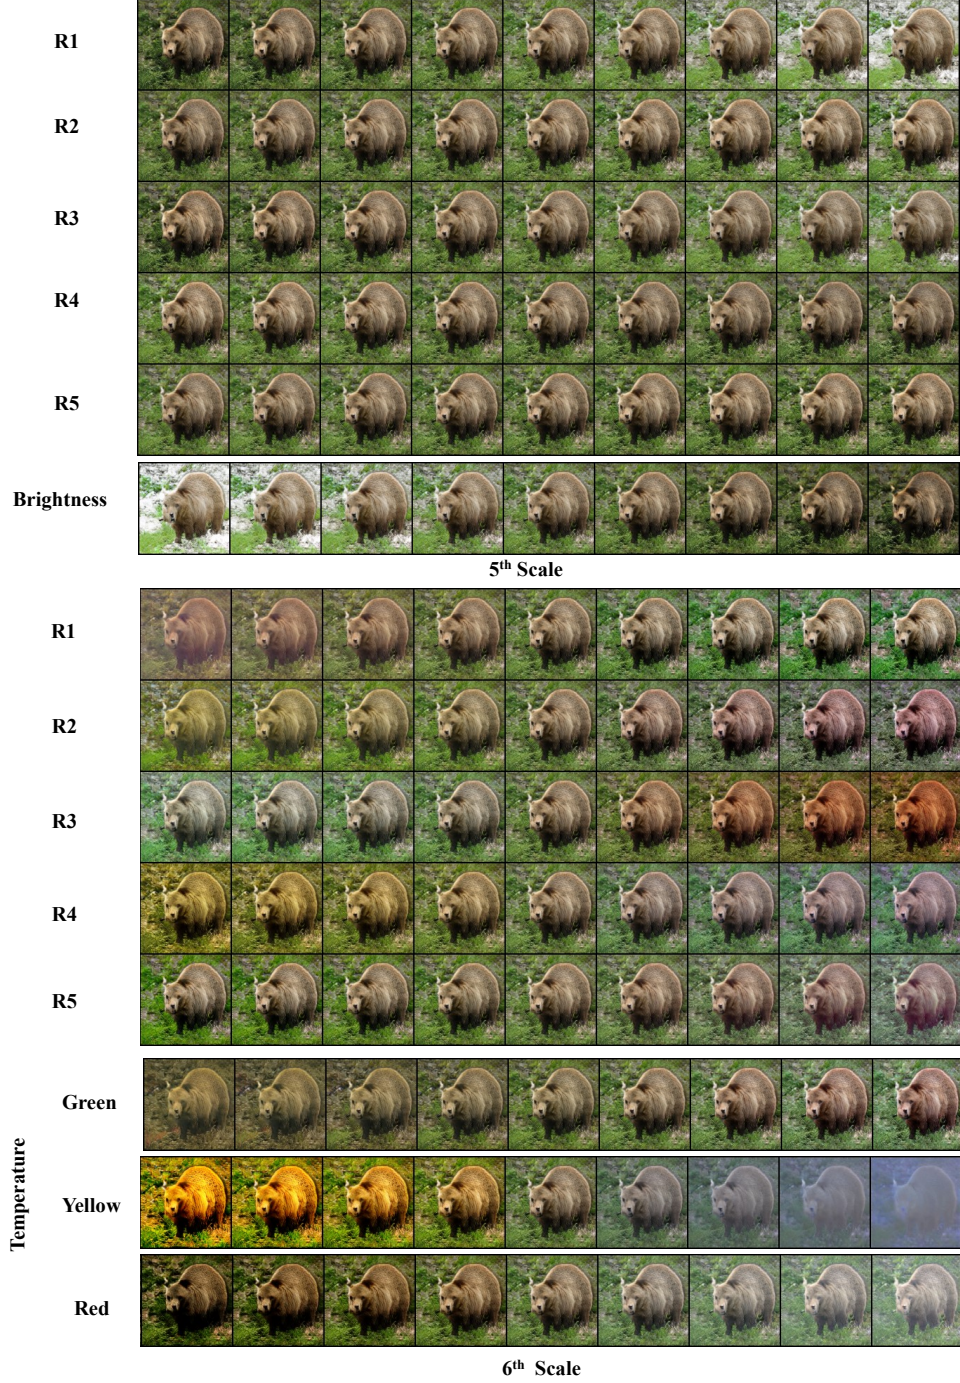 R1
R2
R3
R4
R5
Brightness
5th Scale
R1
R2
R3
R4
R5
Temperature
Green
Yellow
Red
6th Scale